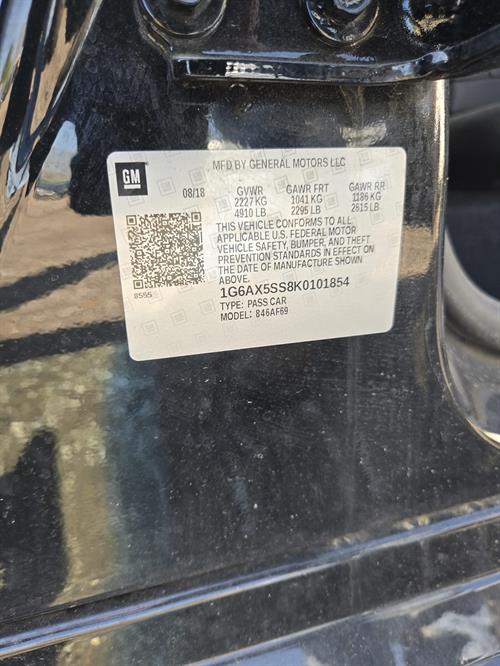 GM
MFD BY GENERAL MOTORS LLC
08/18 GVWR GAWR FRT GAWR RR
2227 KG 1041 KG 1186 KG
4910 LB 2295 LB 2615 LB
THIS VEHICLE CONFORMS TO ALL
APPLICABLE U.S. FEDERAL MOTOR
VEHICLE SAFETY, BUMPER, AND THEFT
PREVENTION STANDARDS IN EFFECT ON
THE DATE OF MANUFACTURE SHOWN
ABOVE.
8555 1G6AX5SS8K0101854
TYPE: PASS CAR
MODEL: 846AF69